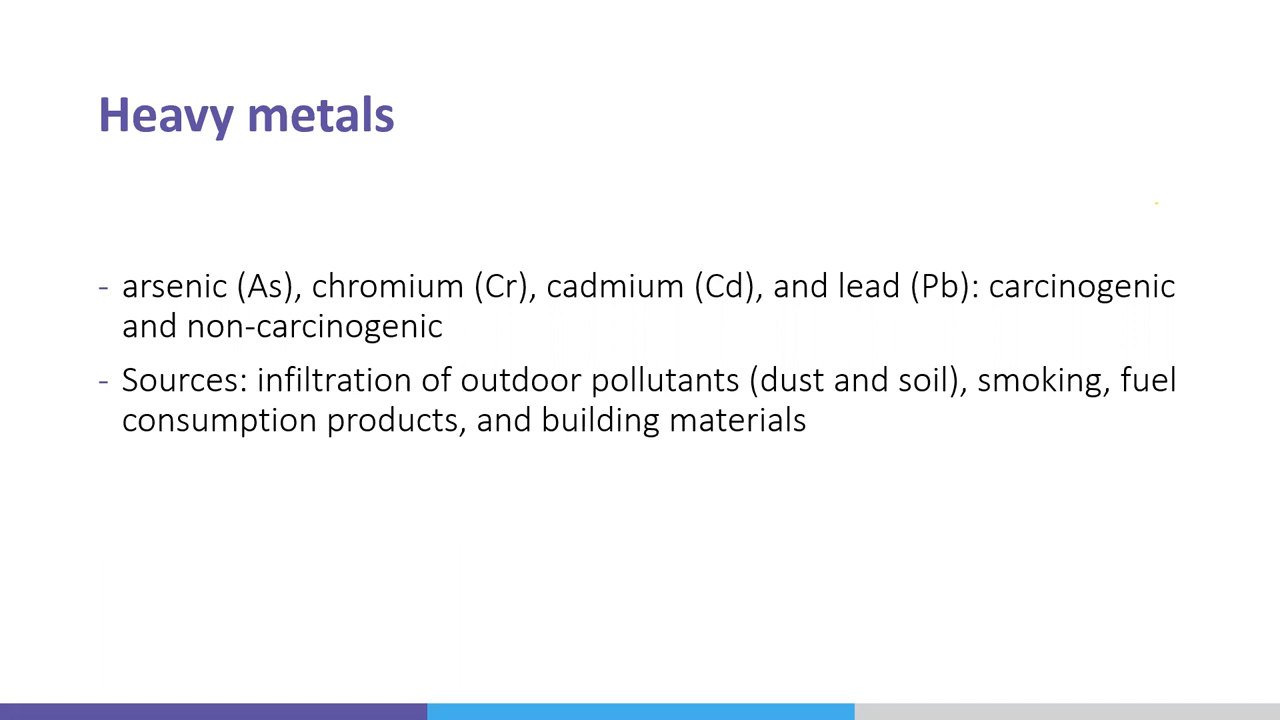 Heavy metals
- arsenic (As), chromium (Cr), cadmium (Cd), and lead (Pb): carcinogenic
and non-carcinogenic
- Sources: infiltration of outdoor pollutants (dust and soil), smoking, fuel
consumption products, and building materials